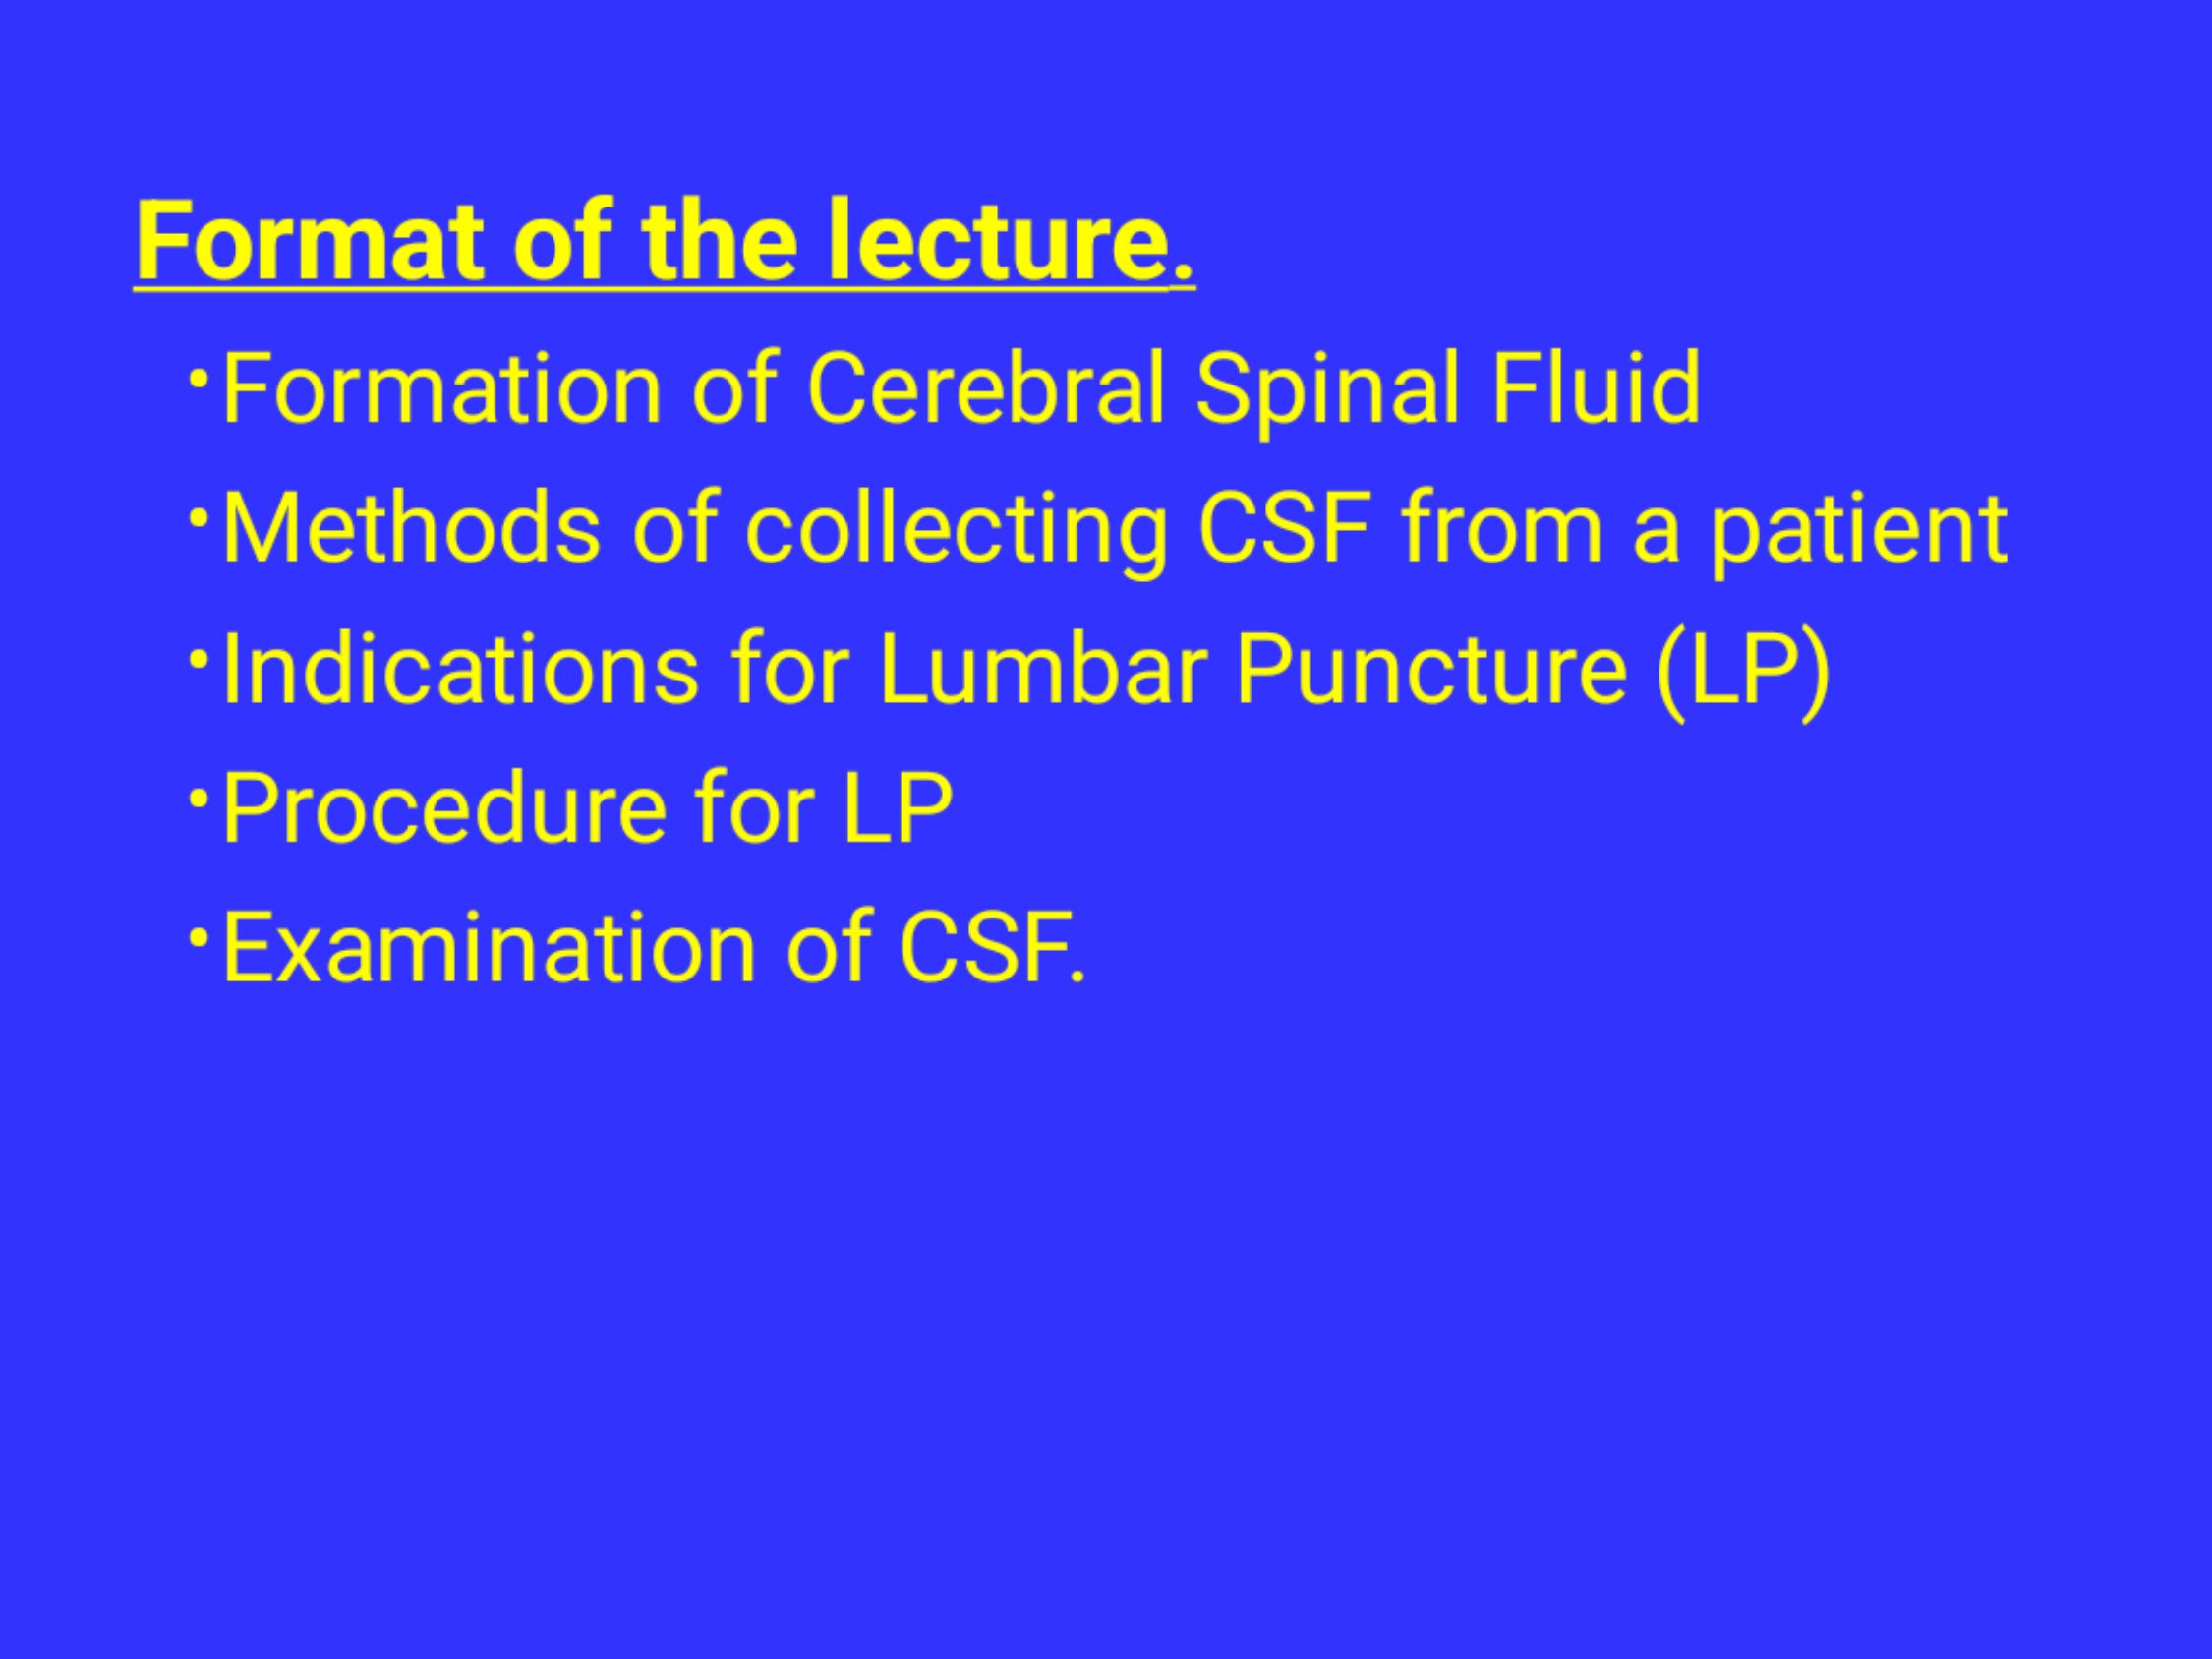 Format of the lecture.
•Formation of Cerebral Spinal Fluid
•Methods of collecting CSF from a patient
•Indications for Lumbar Puncture (LP)
•Procedure for LP
•Examination of CSF.